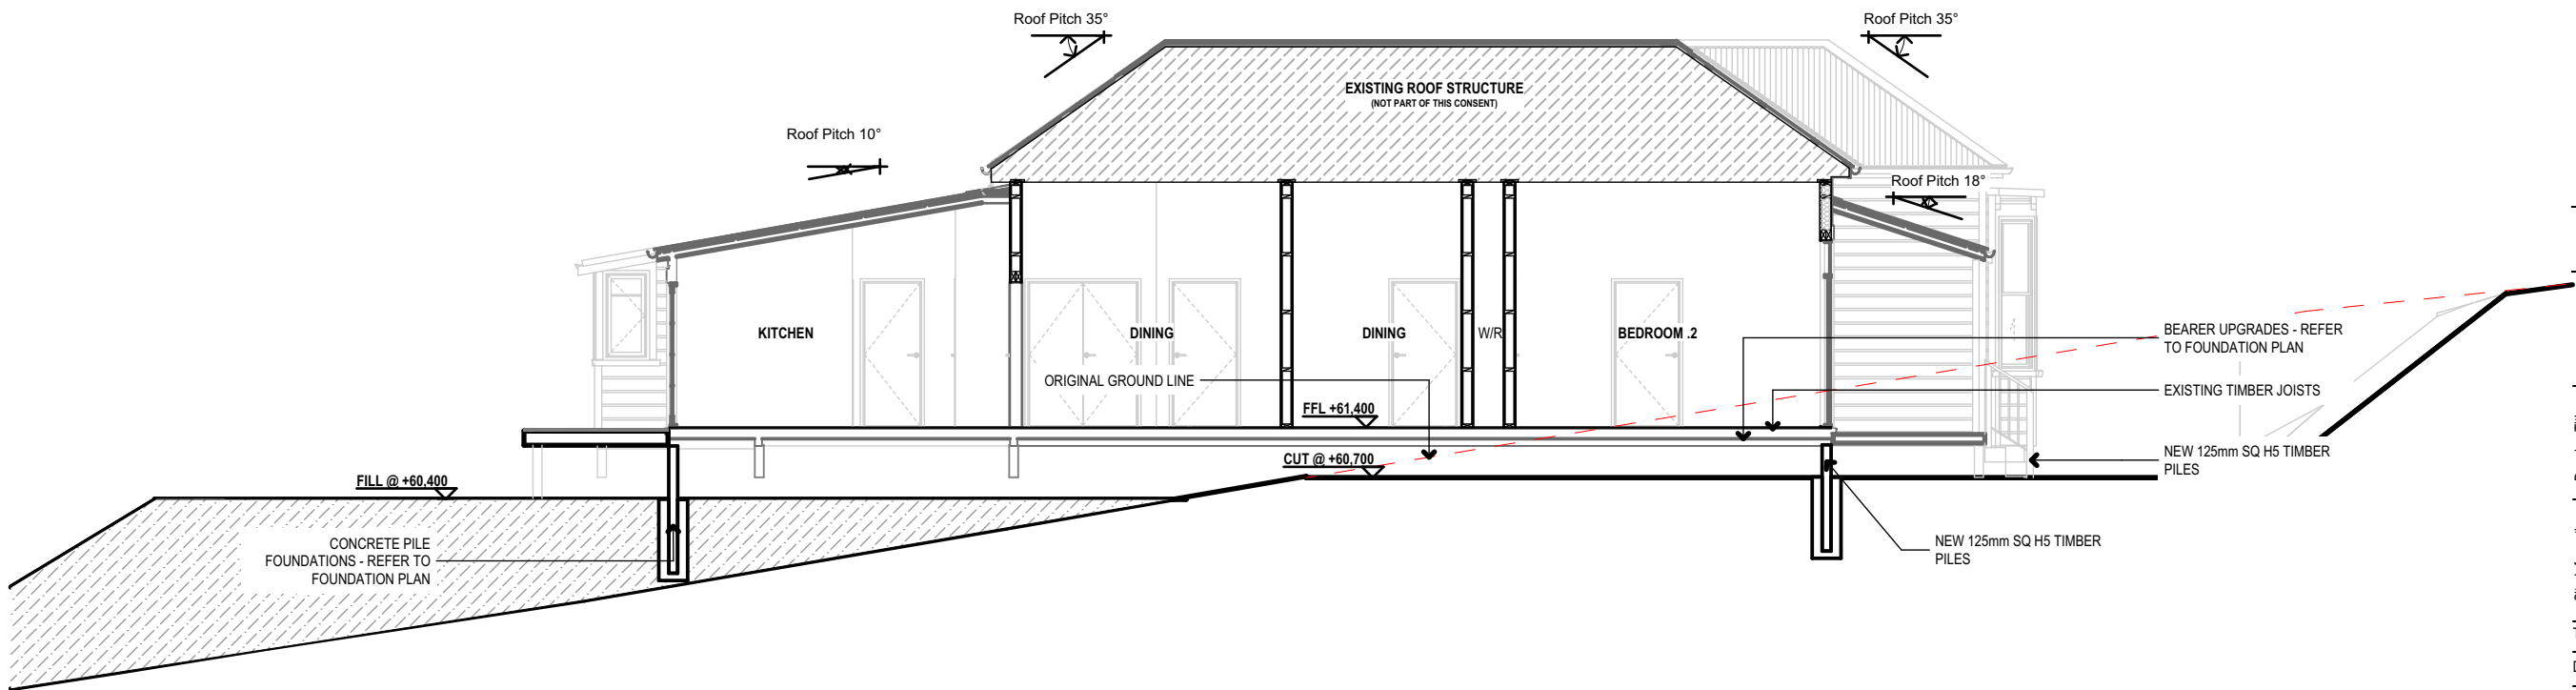 Roof Pitch 35°
Roof Pitch 35°
EXISTING ROOF STRUCTURE
(NOT PART OF THIS CONSENT)
Roof Pitch 10°
Roof Pitch 18°
KITCHEN
DINING
DINING
W/R
BEDROOM .2
BEARER UPGRADES - REFER
TO FOUNDATION PLAN
ORIGINAL GROUND LINE
EXISTING TIMBER JOISTS
FFL +61,400
NEW 125mm SQ H5 TIMBER
PILES
CUT @ +60,700
FILL @ +60,400
CONCRETE PILE
FOUNDATIONS - REFER TO
FOUNDATION PLAN
NEW 125mm SQ H5 TIMBER
PILES